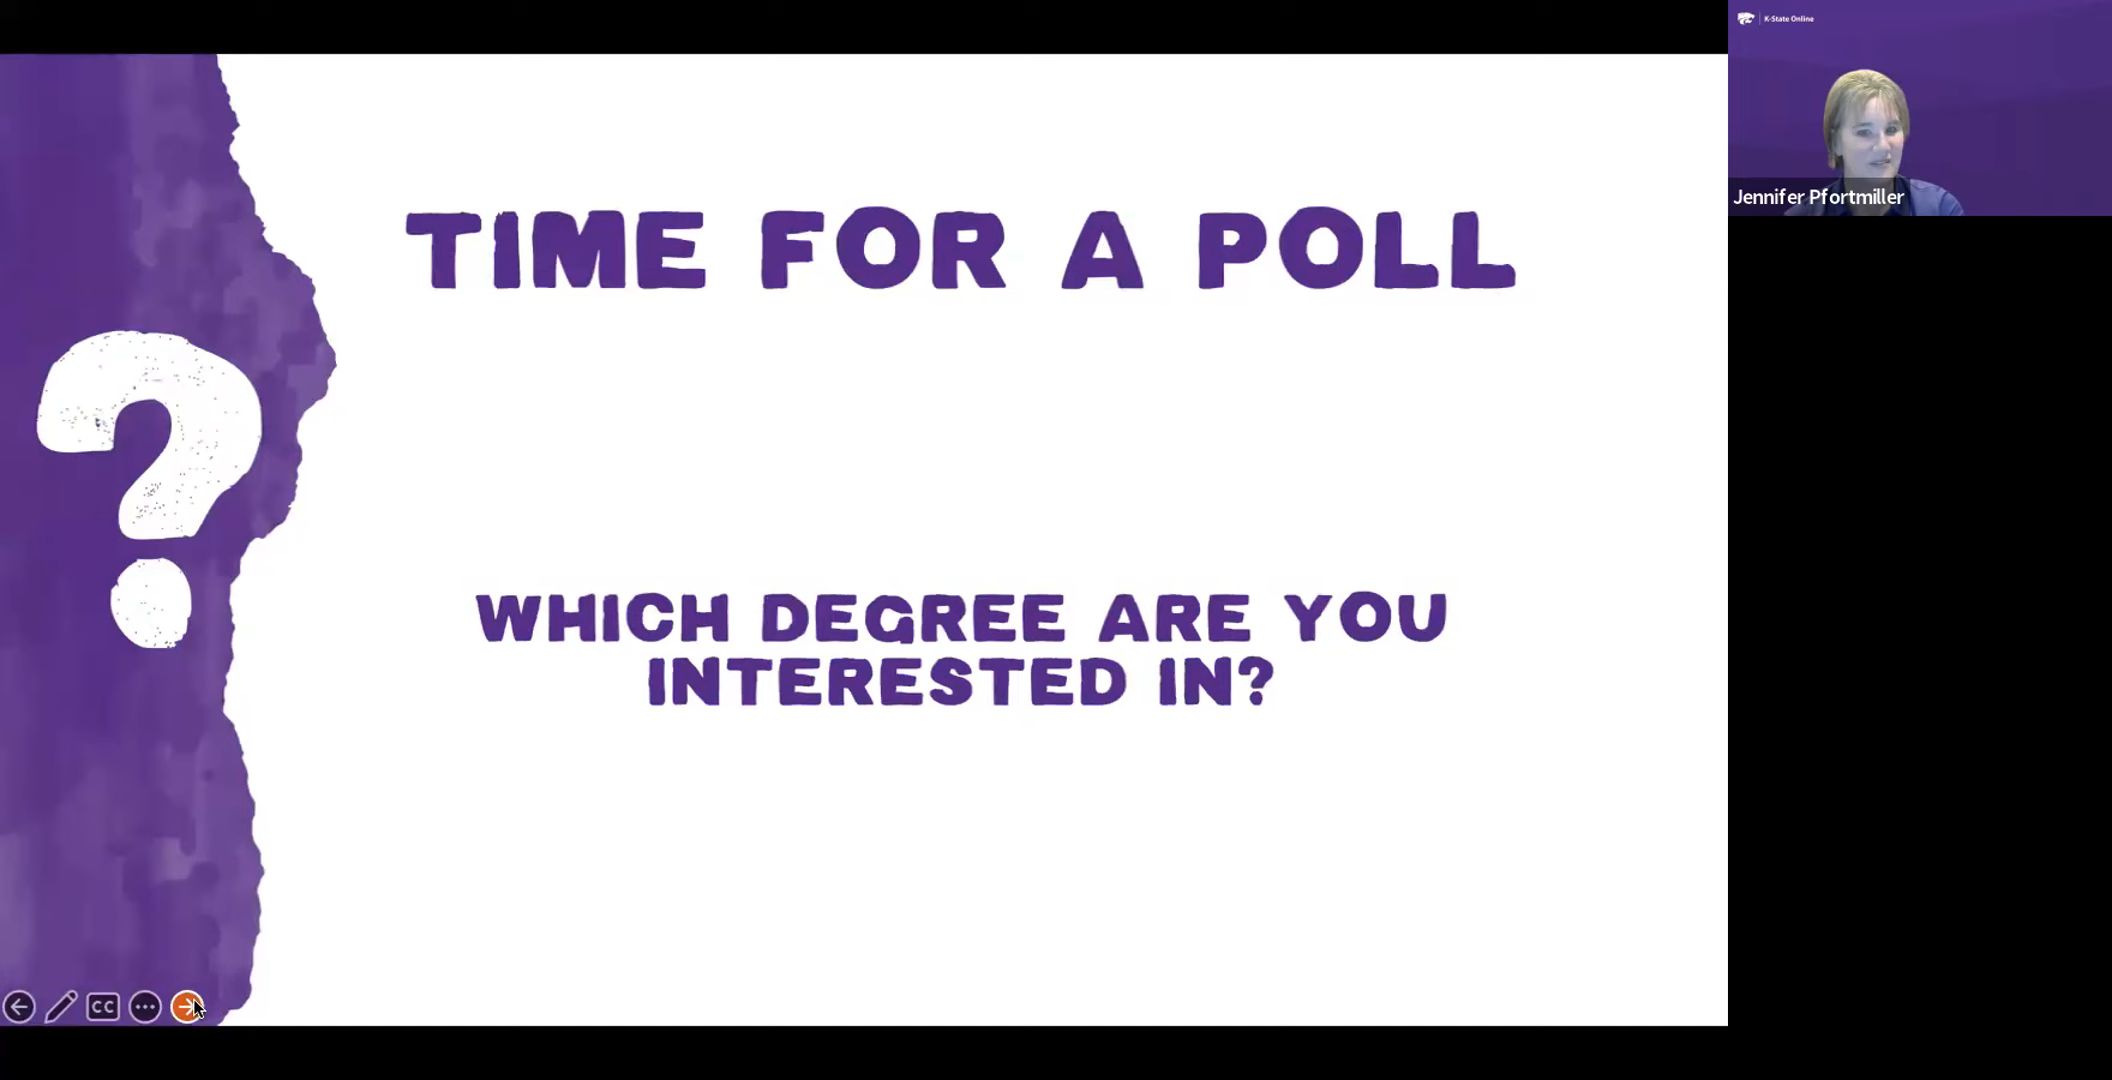 TIME FOR A POLL
?
WHICH DEGREE ARE YOU
INTERESTED IN?
CC
K-State Online
Jennifer Pfortmiller